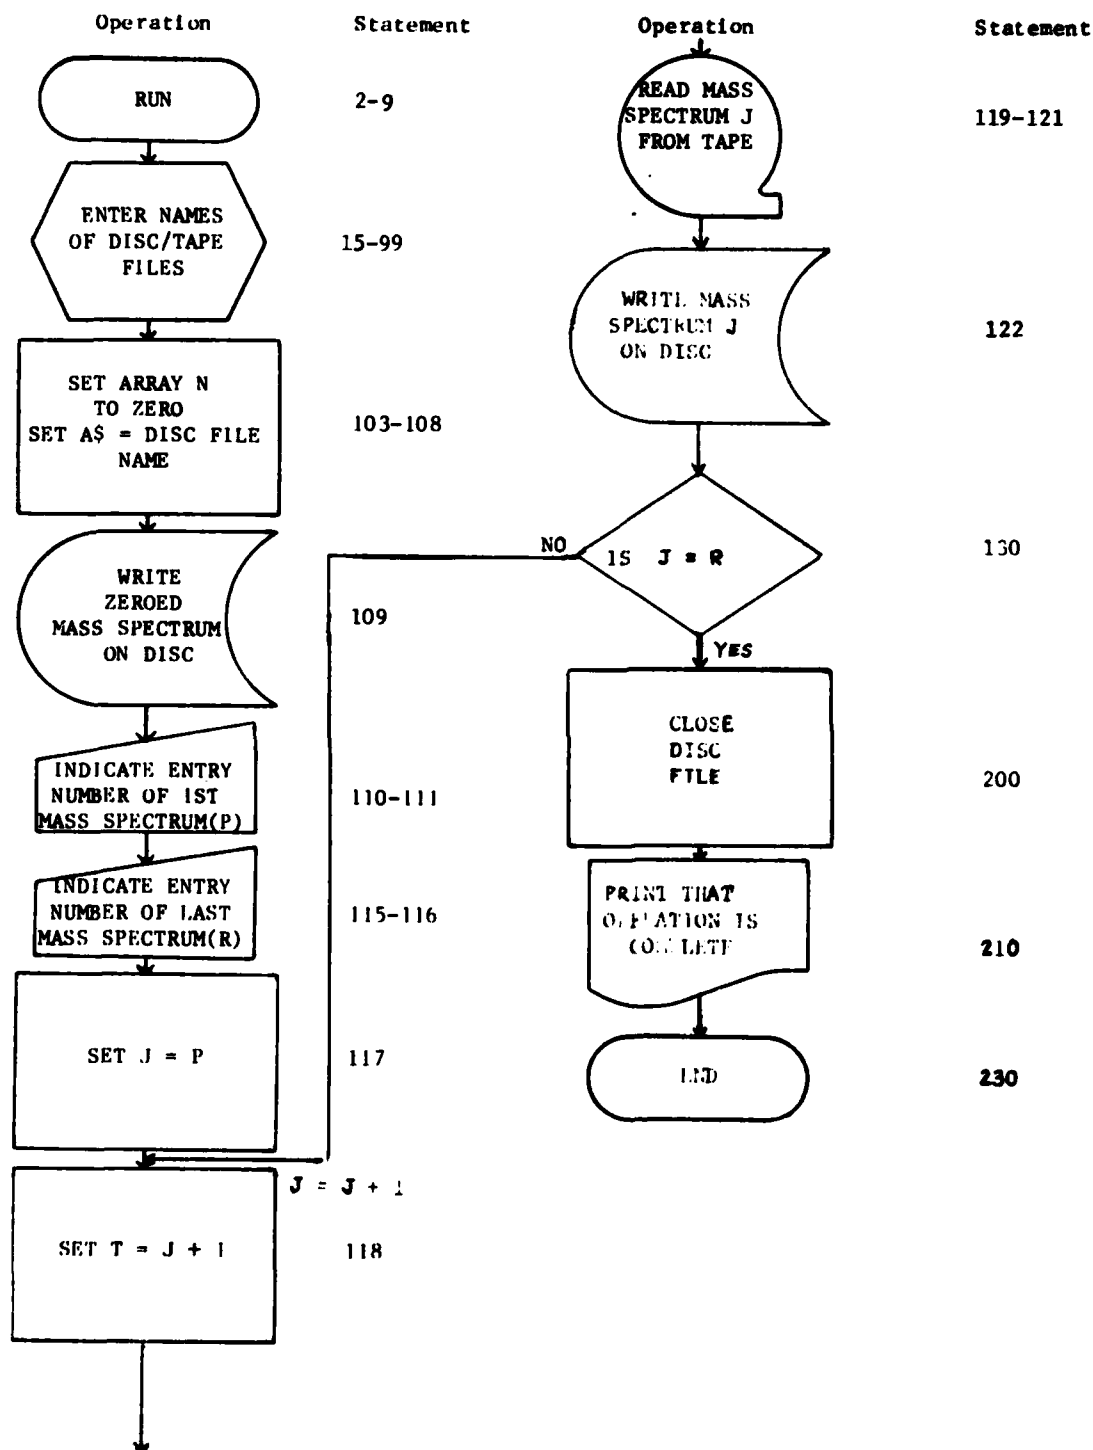 Operation
Statement
RUN
2-9
ENTER NAMES
OF DISC/TAPE
FILES
15-99
SET ARRAY N
TO ZERO
SET A$ = DISC FILE
NAME
103-108
WRITE
ZEROED
MASS SPECTRUM
ON DISC
109
INDICATE ENTRY
NUMBER OF 1ST
MASS SPECTRUM(P)
110-111
INDICATE ENTRY
NUMBER OF LAST
MASS SPECTRUM(R)
115-116
SET J = P
117
J = J + 1
SET T = J + 1
118
Operation
Statement
READ MASS
SPECTRUM J
FROM TAPE
119-121
WRITE MASS
SPECTRUM J
ON DISC
122
NO
IS J = R
130
YES
CLOSE
DISC
FILE
200
PRINT THAT
IS
210
END
230